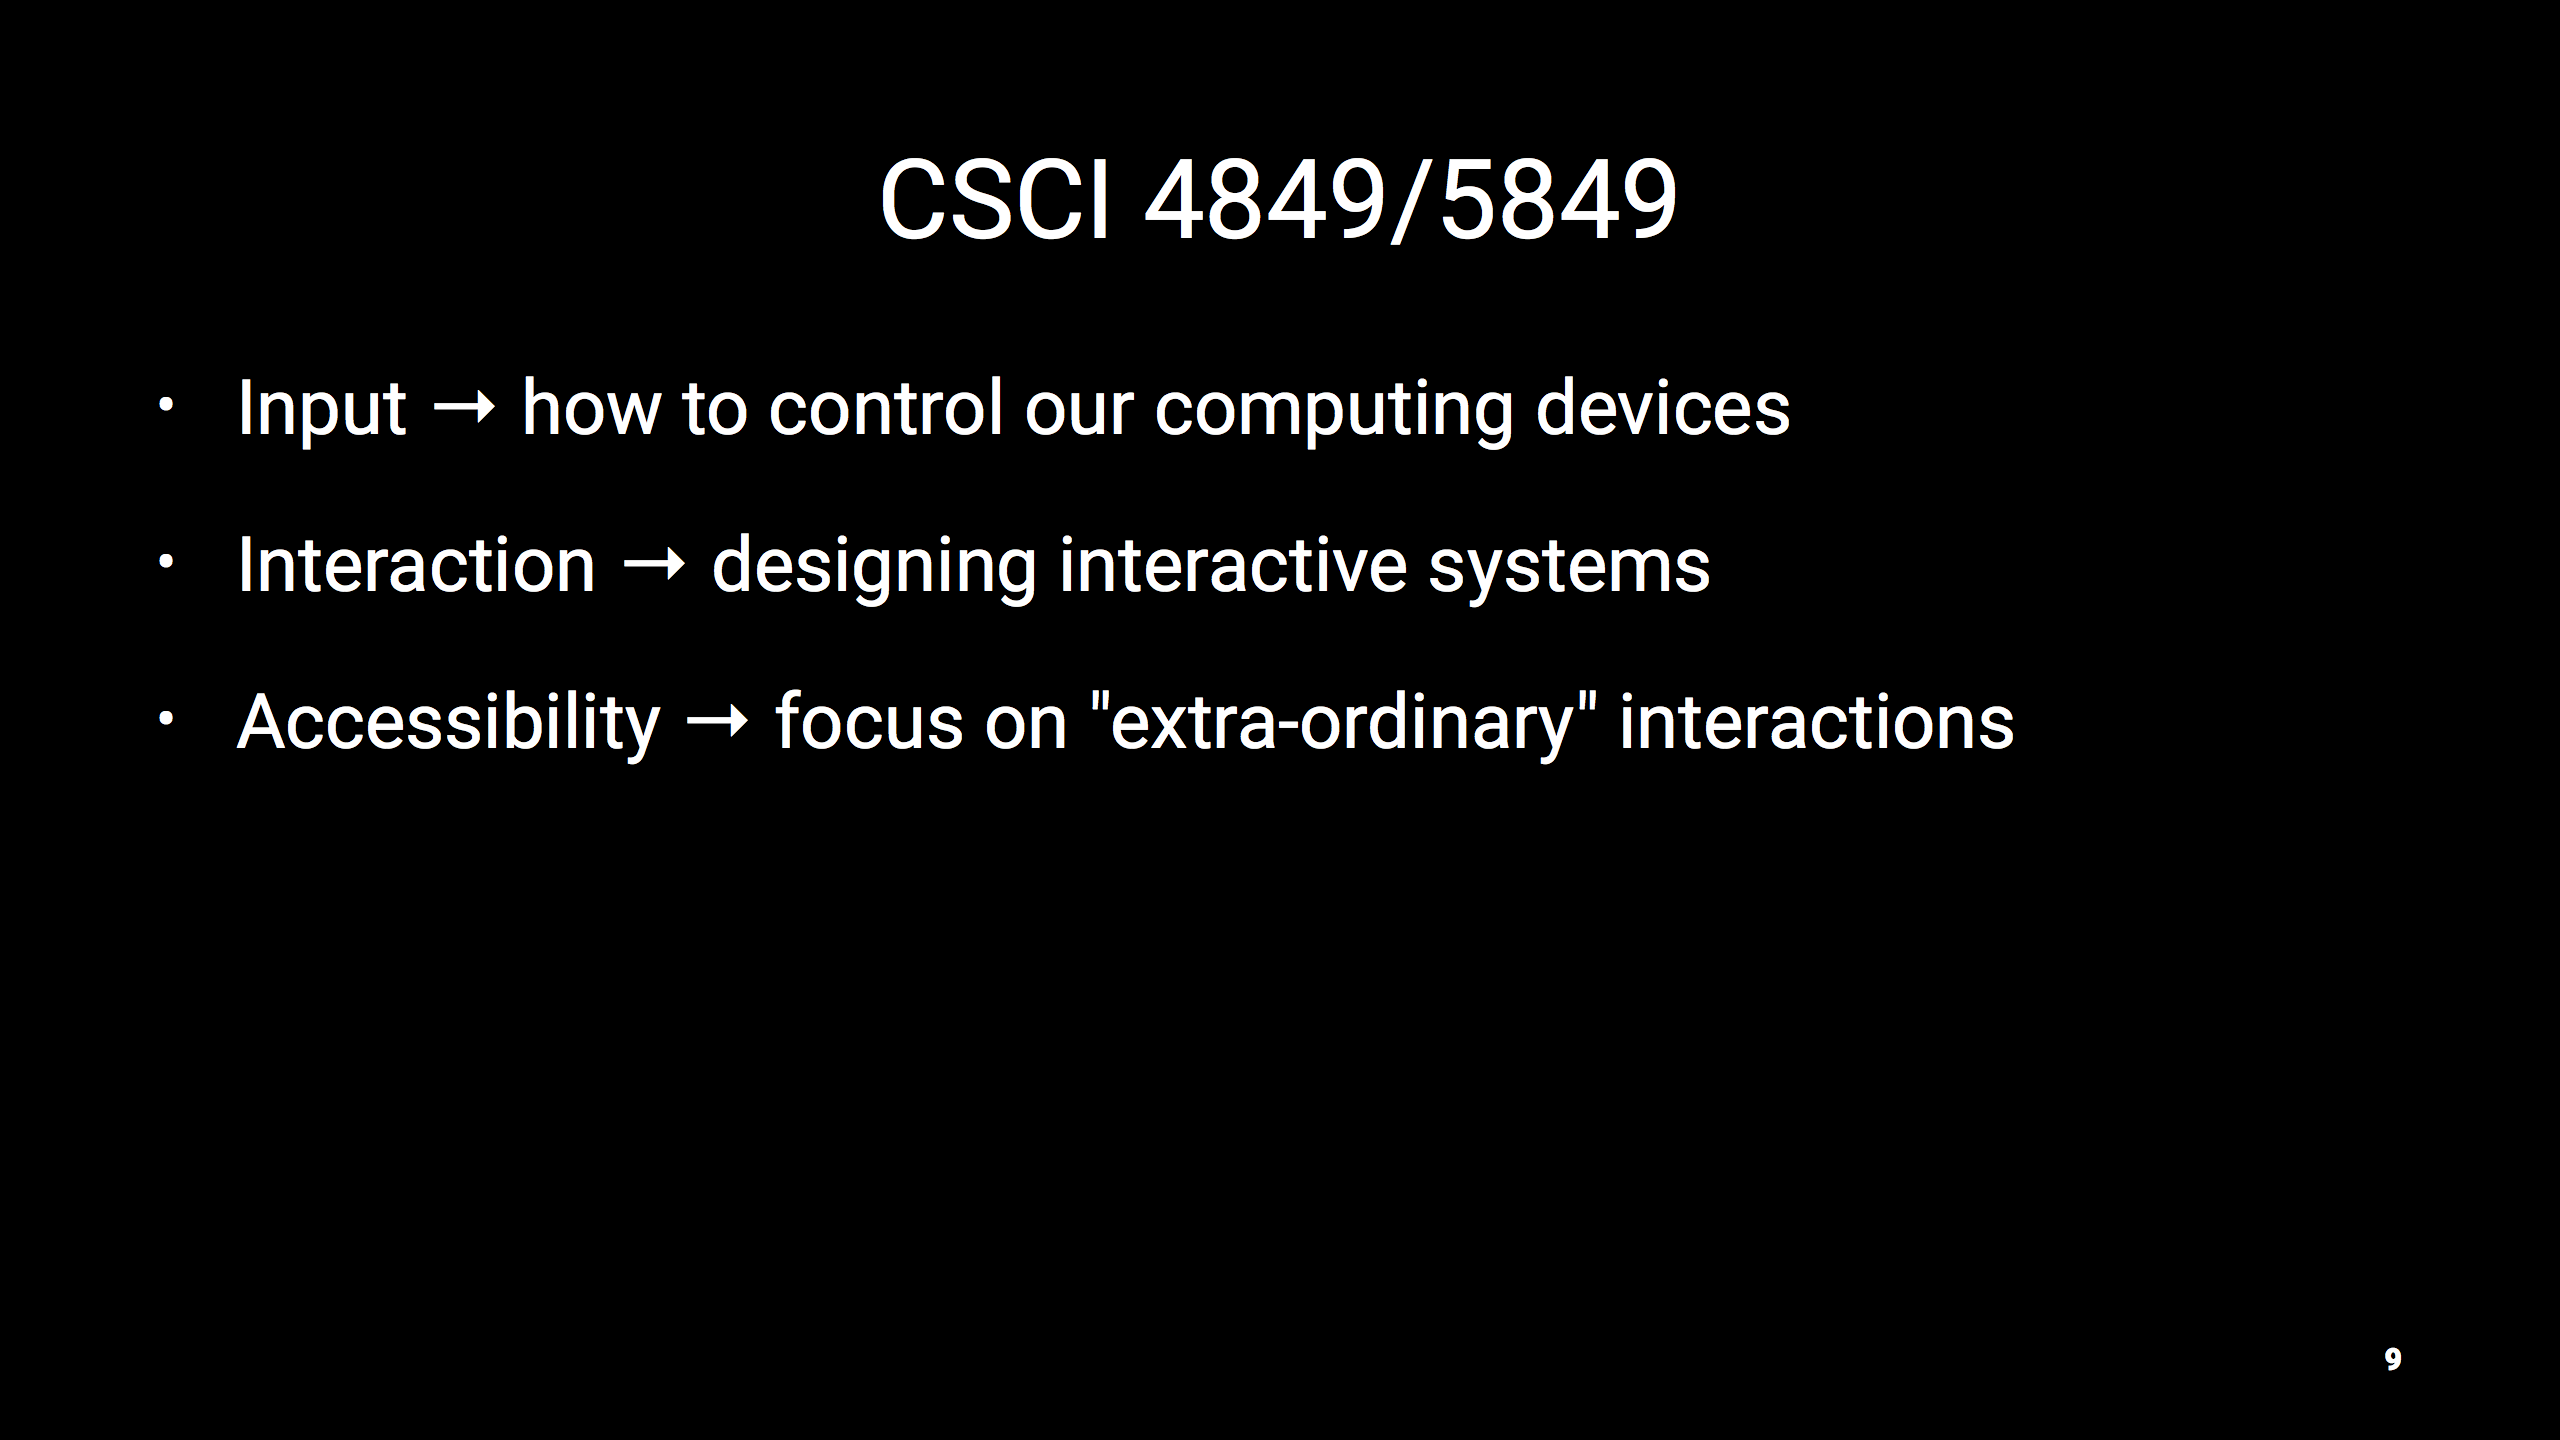 CSCI 4849/5849
• Input → how to control our computing devices
• Interaction → designing interactive systems
• Accessibility → focus on "extra-ordinary" interactions
9